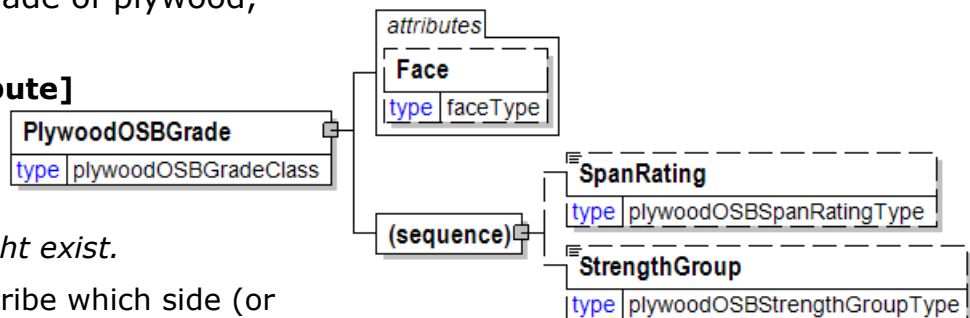 ade or plywood,
bute]
ht exist.
ribe which side (or
PlywoodOSBGrade
type plywoodOSBGradeClass
attributes
Face
type faceType
(sequence)
SpanRating
type plywoodOSBSpanRatingType
StrengthGroup
type plywoodOSBStrengthGroupType